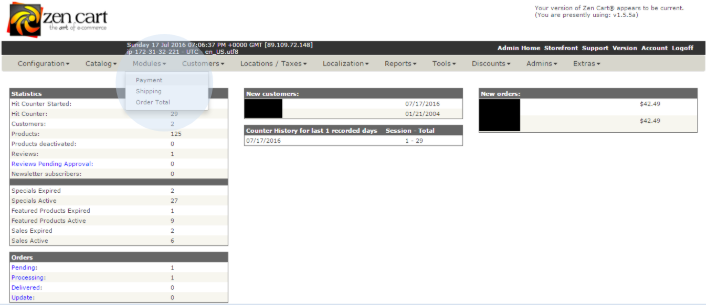 zen cart
the art of e-commerce
Your version of Zen Cart® appears to be current.
(You are presently using: v1.5.5a)
Sunday 17 Jul 2016 07:06:37 PM +0000 GMT [89.109.72.148]
ip-172-31-32-221 - UTC - en_US.utf8
Admin Home Storefront Support Version Account Logoff
Configuration Catalog Modules Customers Locations / Taxes Localization Reports Tools Discounts Admins Extras
Payment
Shipping
Order Total
Statistics
Hit Counter Started:
Hit Counter: 29
Customers: 2
Products: 125
Products deactivated: 0
Reviews: 1
Reviews Pending Approval: 0
Newsletter subscribers: 0
Specials Expired 2
Specials Active 27
Featured Products Expired 1
Featured Products Active 9
Sales Expired 2
Sales Active 6
Orders
Pending: 1
Processing: 1
Delivered: 0
Update: 0
New customers:
07/17/2016
01/21/2004
Counter History for last 1 recorded days Session - Total
07/17/2016 1 - 29
New orders:
$42.49
$42.49